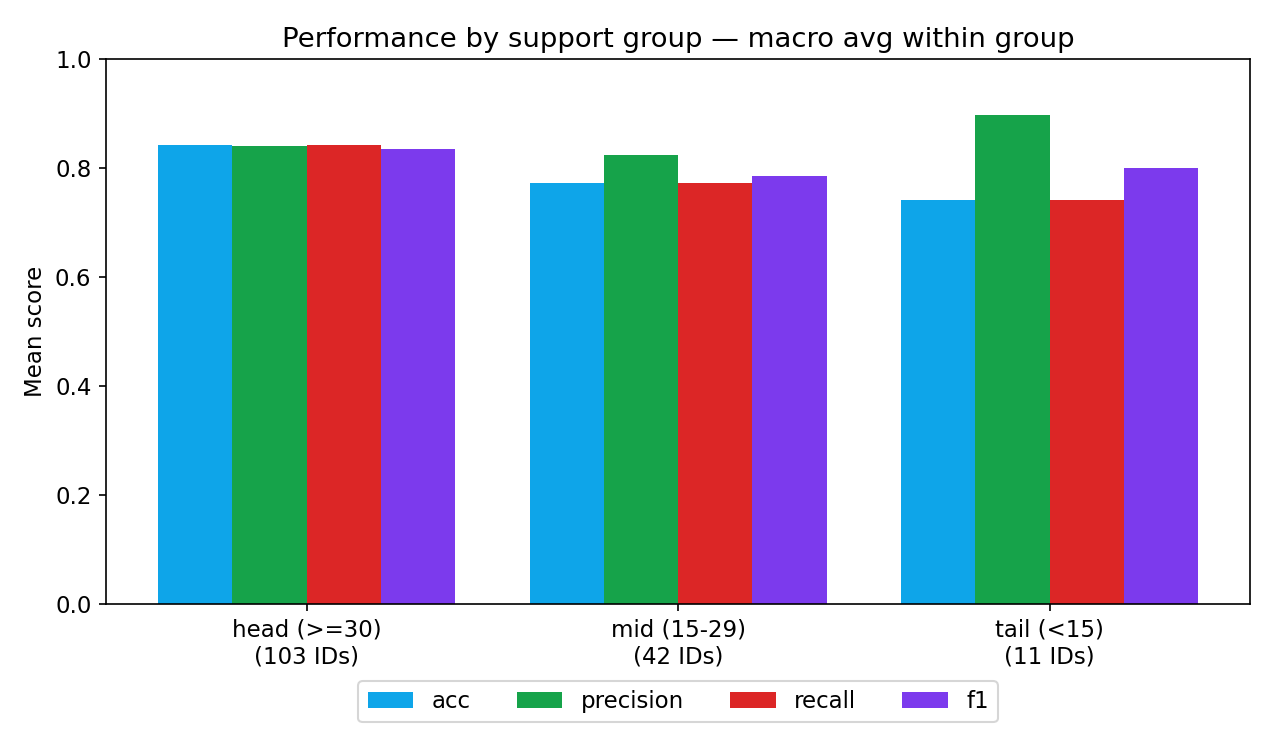 Performance by support group — macro avg within group
Mean score
1.0
0.8
0.6
0.4
0.2
0.0
head (>=30)
(103 IDs)
mid (15-29)
(42 IDs)
tail (<15)
(11 IDs)
acc
precision
recall
f1